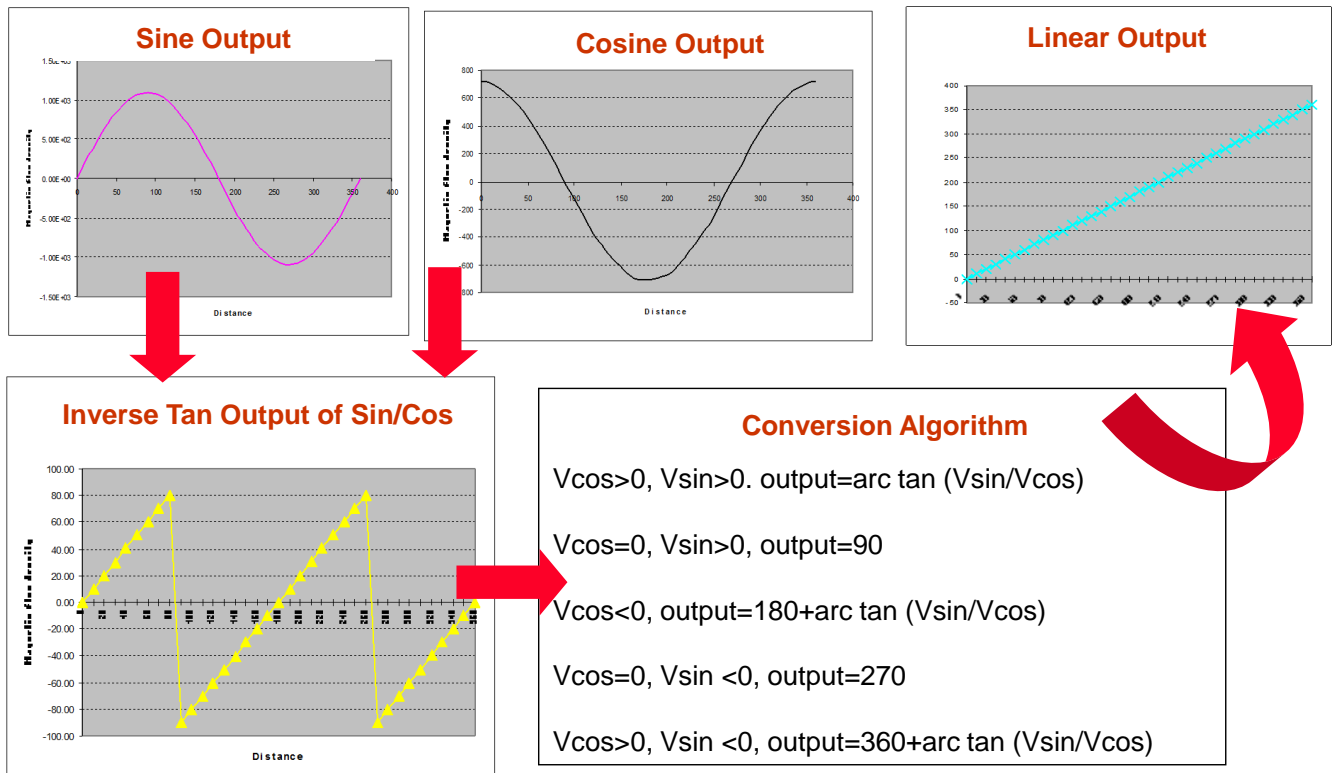 Sine Output
1.00E+03
5.00E+02
0.00E+00
0 50 100 150 200 250 300 350 400
-5.00E+02
-1.00E+03
-1.50E+03
Distance
Cosine Output
800
600
400
200
0
0 50 100 150 200 250 300 350 400
-200
-400
-600
-800
Distance
Linear Output
400
350
300
250
200
150
100
50
0
-50
Inverse Tan Output of Sin/Cos
100.00
80.00
60.00
40.00
20.00
0.00
-20.00
-40.00
-60.00
-80.00
-100.00
Distance
Conversion Algorithm
Vcos>0, Vsin>0. output=arc tan (Vsin/Vcos)
Vcos=0, Vsin>0, output=90
Vcos<0, output=180+arc tan (Vsin/Vcos)
Vcos=0, Vsin <0, output=270
Vcos>0, Vsin <0, output=360+arc tan (Vsin/Vcos)